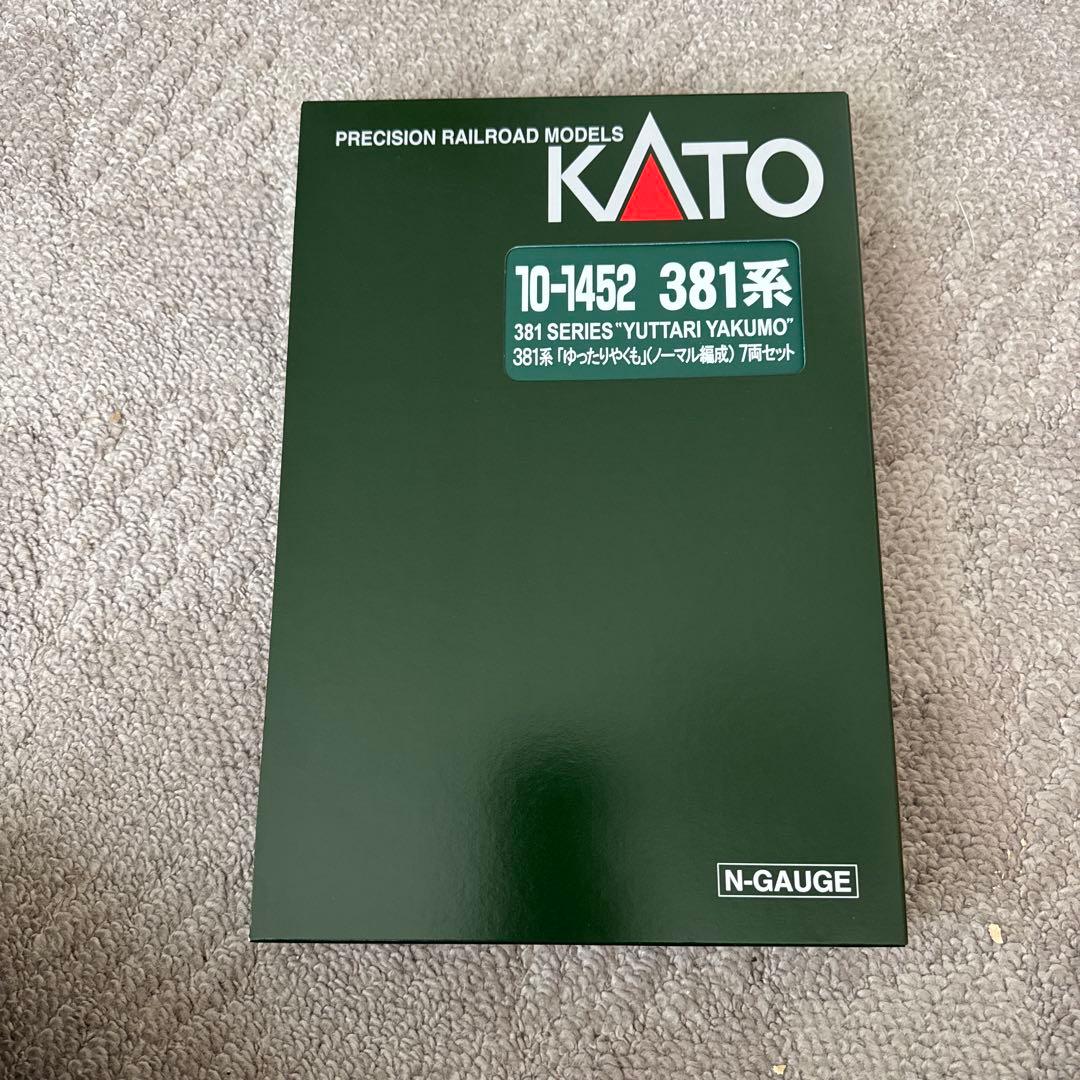 PRECISION RAILROAD MODELS
KATO
10-1452 381系
381 SERIES "YUTTARI YAKUMO"
381系「ゆったりやくも」(ノーマル編成) 7両セット
N-GAUGE